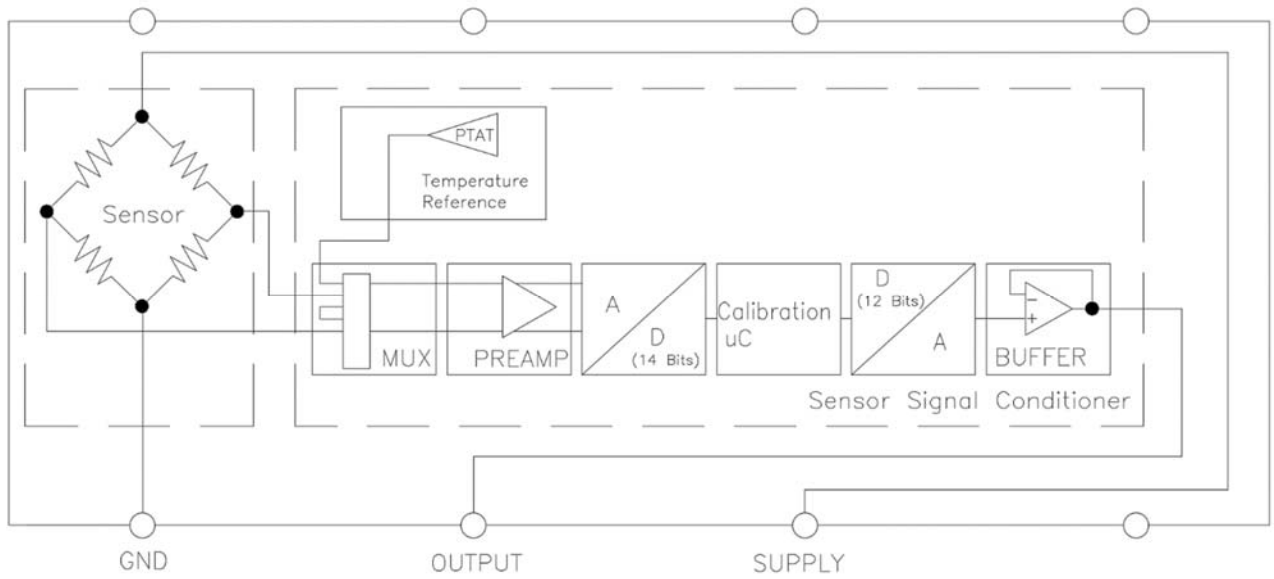 PTAT
Temperature
Reference
Sensor
MUX
PREAMP
A
D
(14 Bits)
Calibration
uC
D
(12 Bits)
A
BUFFER
Sensor Signal Conditioner
GND
OUTPUT
SUPPLY